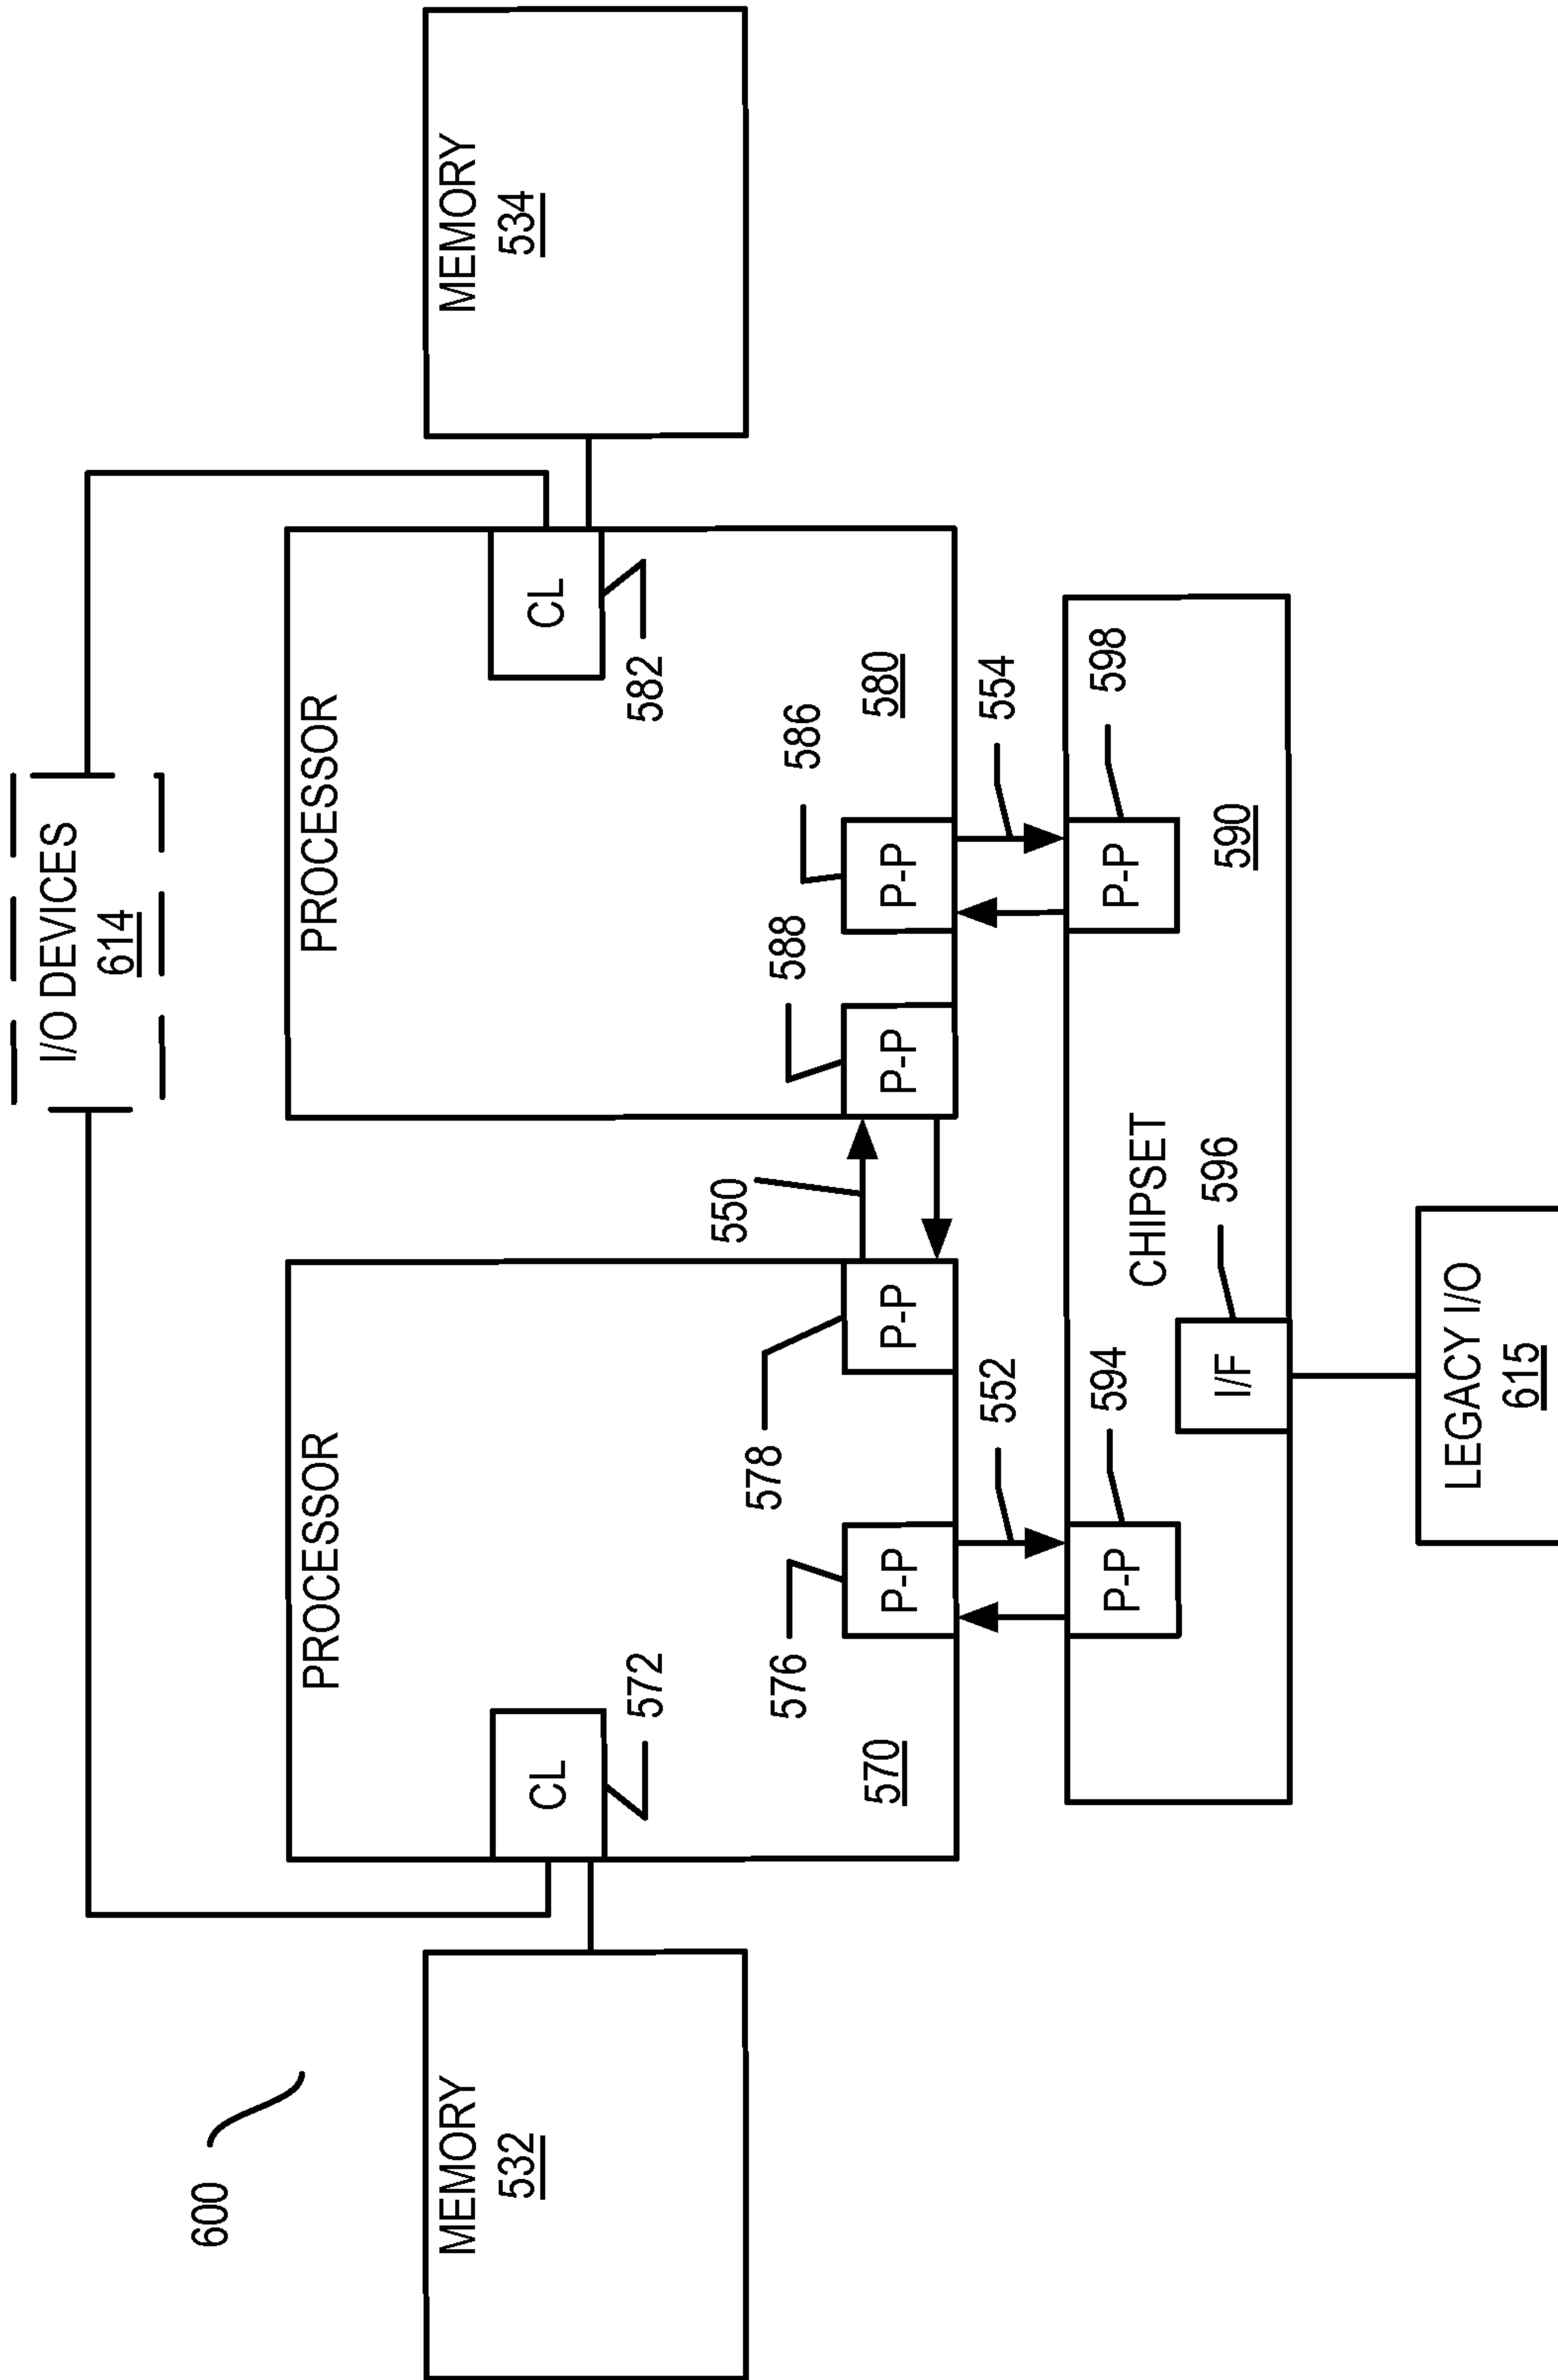 600
I/O DEVICES
614
MEMORY
532
PROCESSOR
CL
572
576
P-P
578
P-P
570
550
PROCESSOR
CL
582
588
P-P
586
P-P
580
MEMORY
534
552
554
594
P-P
CHIPSET
I/F
596
P-P
598
590
LEGACY I/O
615